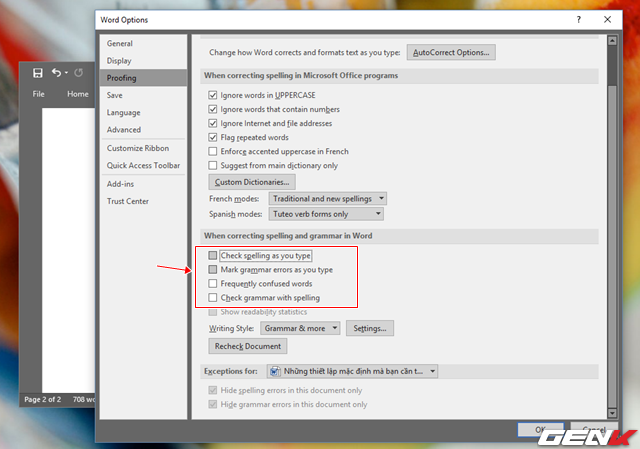 Word Options
?
General
Display
Proofing
Save
Language
Advanced
Customize Ribbon
Quick Access Toolbar
Add-ins
Trust Center
File Home
Page 2 of 2 708 wo
Change how Word corrects and formats text as you type: AutoCorrect Options...
When correcting spelling in Microsoft Office programs
Ignore words in UPPERCASE
Ignore words that contain numbers
Ignore Internet and file addresses
Flag repeated words
Enforce accented uppercase in French
Suggest from main dictionary only
Custom Dictionaries...
French modes: Traditional and new spellings
Spanish modes: Tuteo verb forms only
When correcting spelling and grammar in Word
Check spelling as you type
Mark grammar errors as you type
Frequently confused words
Check grammar with spelling
Show readability statistics
Writing Style: Grammar & more Settings...
Recheck Document
Exceptions for: Những thiết lập mặc định mà bạn cần t...
Hide spelling errors in this document only
Hide grammar errors in this document only
OK Cancel
GENK